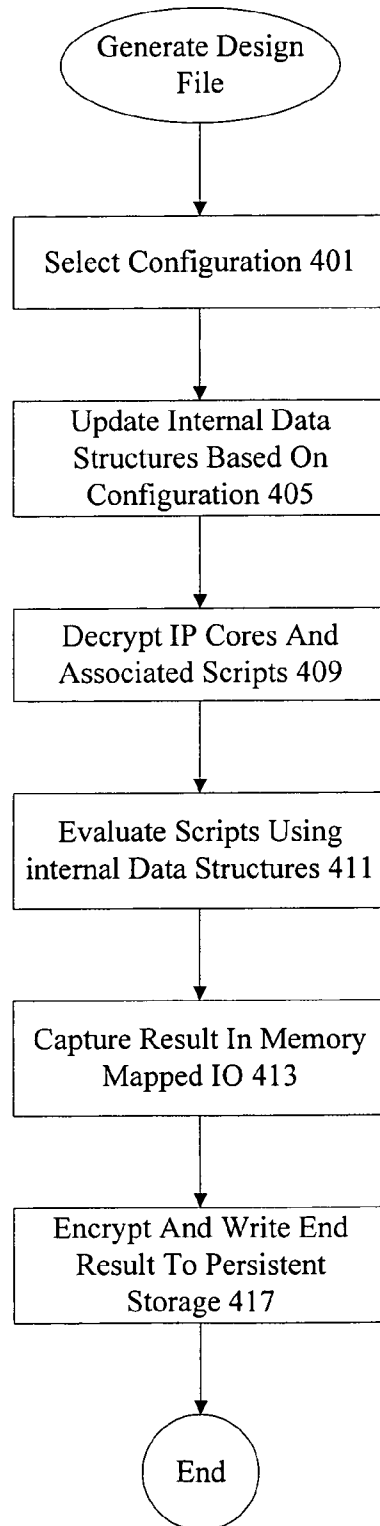 Generate Design
File
Select Configuration 401
Update Internal Data
Structures Based On
Configuration 405
Decrypt IP Cores And
Associated Scripts 409
Evaluate Scripts Using
internal Data Structures 411
Capture Result In Memory
Mapped IO 413
Encrypt And Write End
Result To Persistent
Storage 417
End